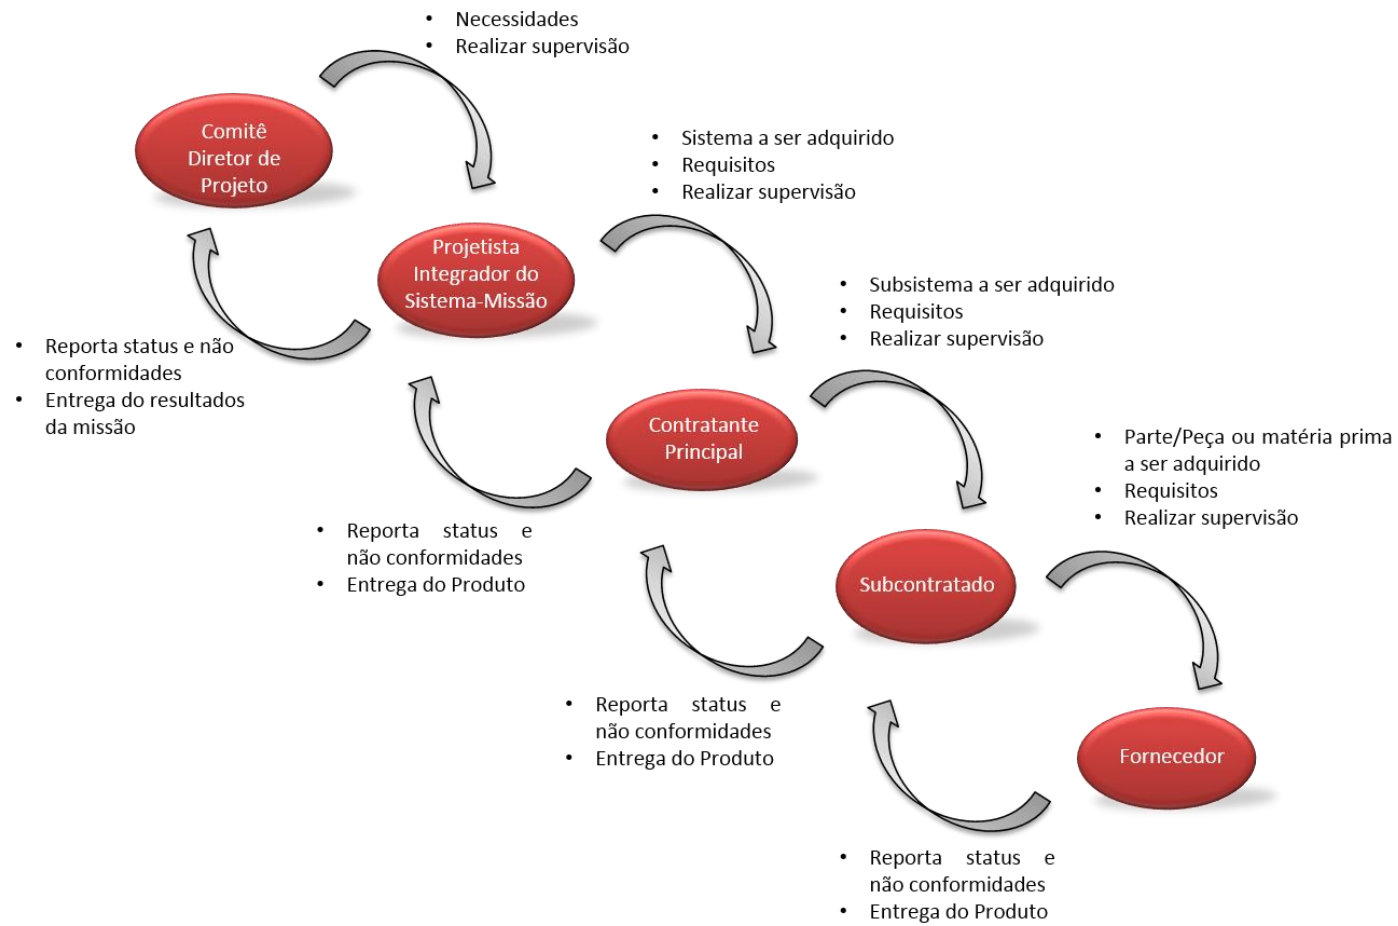 • Necessidades
• Realizar supervisão
Comitê
Diretor de
Projeto
• Sistema a ser adquirido
• Requisitos
• Realizar supervisão
Projetista
Integrador do
Sistema-Missão
• Reporta status e não
conformidades
• Entrega do resultados
da missão
• Subsistema a ser adquirido
• Requisitos
• Realizar supervisão
Contratante
Principal
• Reporta status e
não conformidades
• Entrega do Produto
• Parte/Peça ou matéria prima
a ser adquirido
• Requisitos
• Realizar supervisão
Subcontratado
• Reporta status e
não conformidades
• Entrega do Produto
Fornecedor
• Reporta status e
não conformidades
• Entrega do Produto